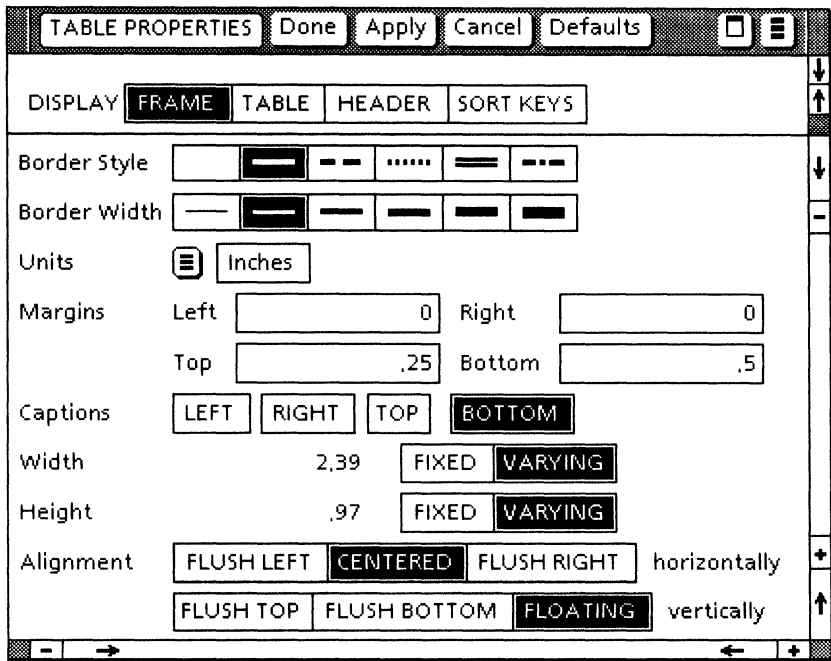 TABLE PROPERTIES Done Apply Cancel Defaults
DISPLAY FRAME TABLE HEADER SORT KEYS
Border Style
Border Width
Units Inches
Margins Left 0 Right 0
Top .25 Bottom .5
Captions LEFT RIGHT TOP BOTTOM
Width 2.39 FIXED VARYING
Height .97 FIXED VARYING
Alignment FLUSH LEFT CENTERED FLUSH RIGHT horizontally
FLUSH TOP FLUSH BOTTOM FLOATING vertically